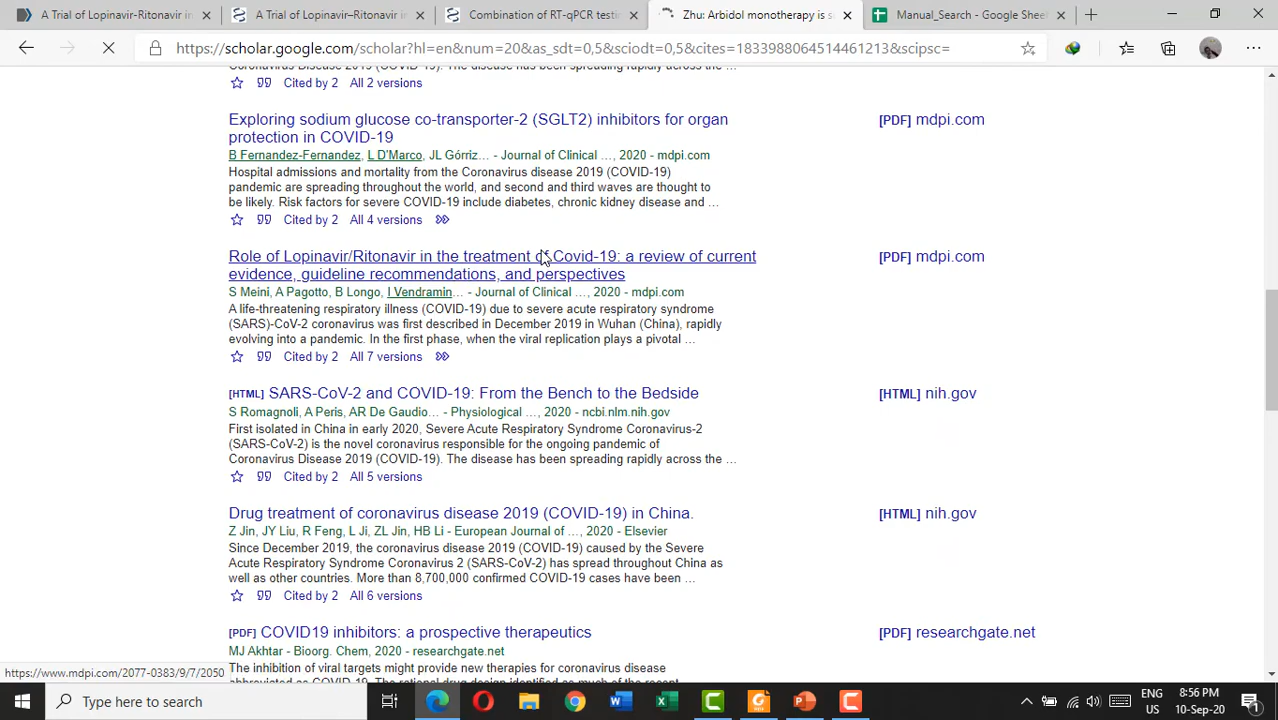 A Trial of Lopinavir-Ritonavir in
A Trial of Lopinavir–Ritonavir in
Combination of RT-qPCR testin
Zhu: Arbidol monotherapy is s
Manual_Search - Google Sheet
https://scholar.google.com/scholar?hl=en&num=20&as_sdt=0,5&sciodt=0,5&cites=1833988064514461213&scipsc=
Coronavirus Disease 2019 (COVID-19). The disease has been spreading rapidly across the ...
Cited by 2 All 2 versions
Exploring sodium glucose co-transporter-2 (SGLT2) inhibitors for organ
protection in COVID-19
[PDF] mdpi.com
B Fernandez-Fernandez, L D'Marco, JL Górriz… - Journal of Clinical …, 2020 - mdpi.com
Hospital admissions and mortality from the Coronavirus disease 2019 (COVID-19)
pandemic are spreading throughout the world, and second and third waves are thought to
be likely. Risk factors for severe COVID-19 include diabetes, chronic kidney disease and ...
Cited by 2 All 4 versions
Role of Lopinavir/Ritonavir in the treatment of Covid-19: a review of current
evidence, guideline recommendations, and perspectives
[PDF] mdpi.com
S Meini, A Pagotto, B Longo, I Vendramin… - Journal of Clinical …, 2020 - mdpi.com
A life-threatening respiratory illness (COVID-19) due to severe acute respiratory syndrome
(SARS)-CoV-2 coronavirus was first described in December 2019 in Wuhan (China), rapidly
evolving into a pandemic. In the first phase, when the viral replication plays a pivotal ...
Cited by 2 All 7 versions
[HTML] SARS-CoV-2 and COVID-19: From the Bench to the Bedside
[HTML] nih.gov
S Romagnoli, A Peris, AR De Gaudio… - Physiological …, 2020 - ncbi.nlm.nih.gov
First isolated in China in early 2020, Severe Acute Respiratory Syndrome Coronavirus-2
(SARS-CoV-2) is the novel coronavirus responsible for the ongoing pandemic of
Coronavirus Disease 2019 (COVID-19). The disease has been spreading rapidly across the ...
Cited by 2 All 5 versions
Drug treatment of coronavirus disease 2019 (COVID-19) in China.
[HTML] nih.gov
Z Jin, JY Liu, R Feng, L Ji, ZL Jin, HB Li - European Journal of …, 2020 - Elsevier
Since December 2019, the coronavirus disease 2019 (COVID-19) caused by the Severe
Acute Respiratory Syndrome Coronavirus 2 (SARS-CoV-2) has spread throughout China as
well as other countries. More than 8,700,000 confirmed COVID-19 cases have been ...
Cited by 2 All 6 versions
[PDF] COVID19 inhibitors: a prospective therapeutics
[PDF] researchgate.net
MJ Akhtar - Bioorg. Chem, 2020 - researchgate.net
The inhibition of viral targets might provide new therapies for coronavirus disease
https://www.mdpi.com/2077-0383/9/7/2050
Type here to search
ENG
8:56 PM
IN
10-Sep-20